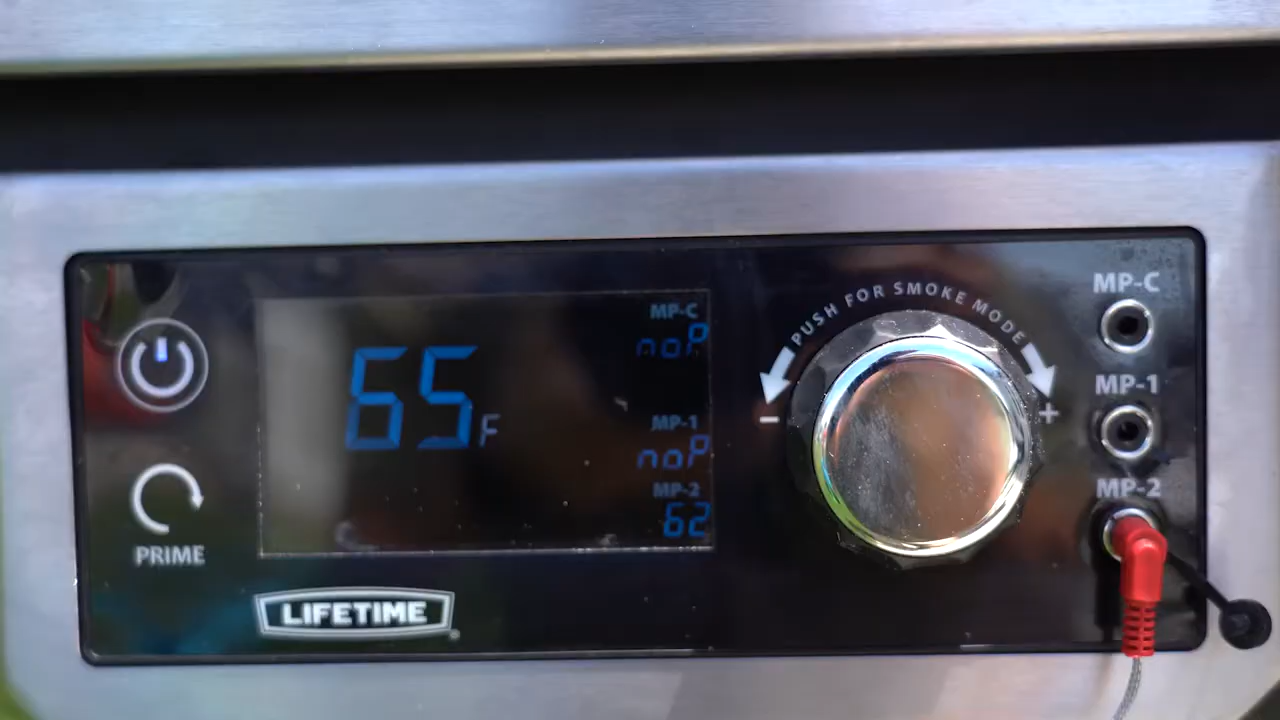 PUSH FOR SMOKE MODE
- +
65 F
MP-C
noP
MP-1
noP
MP-2
62
PRIME
LIFETIME
MP-C
MP-1
MP-2